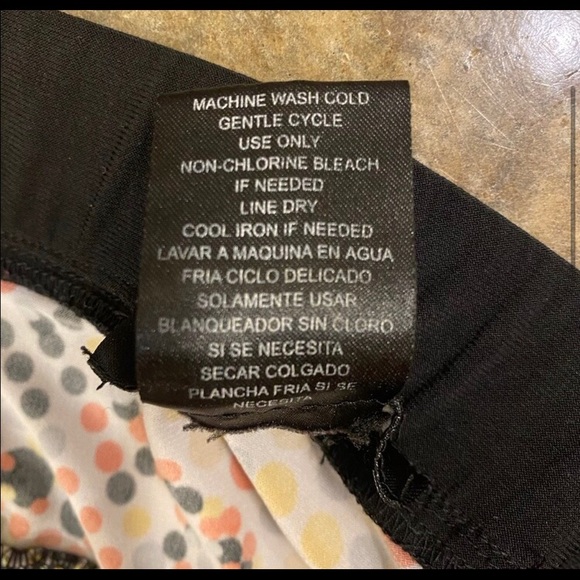 MACHINE WASH COLD
GENTLE CYCLE
USE ONLY
NON-CHLORINE BLEACH
IF NEEDED
LINE DRY
COOL IRON IF NEEDED
LAVAR A MAQUINA EN AGUA
FRIA CICLO DELICADO
SOLAMENTE USAR
BLANQUEADOR SIN CLORO
SI SE NECESITA
SECAR COLGADO
PLANCHA FRIA SI SE
NECESITA